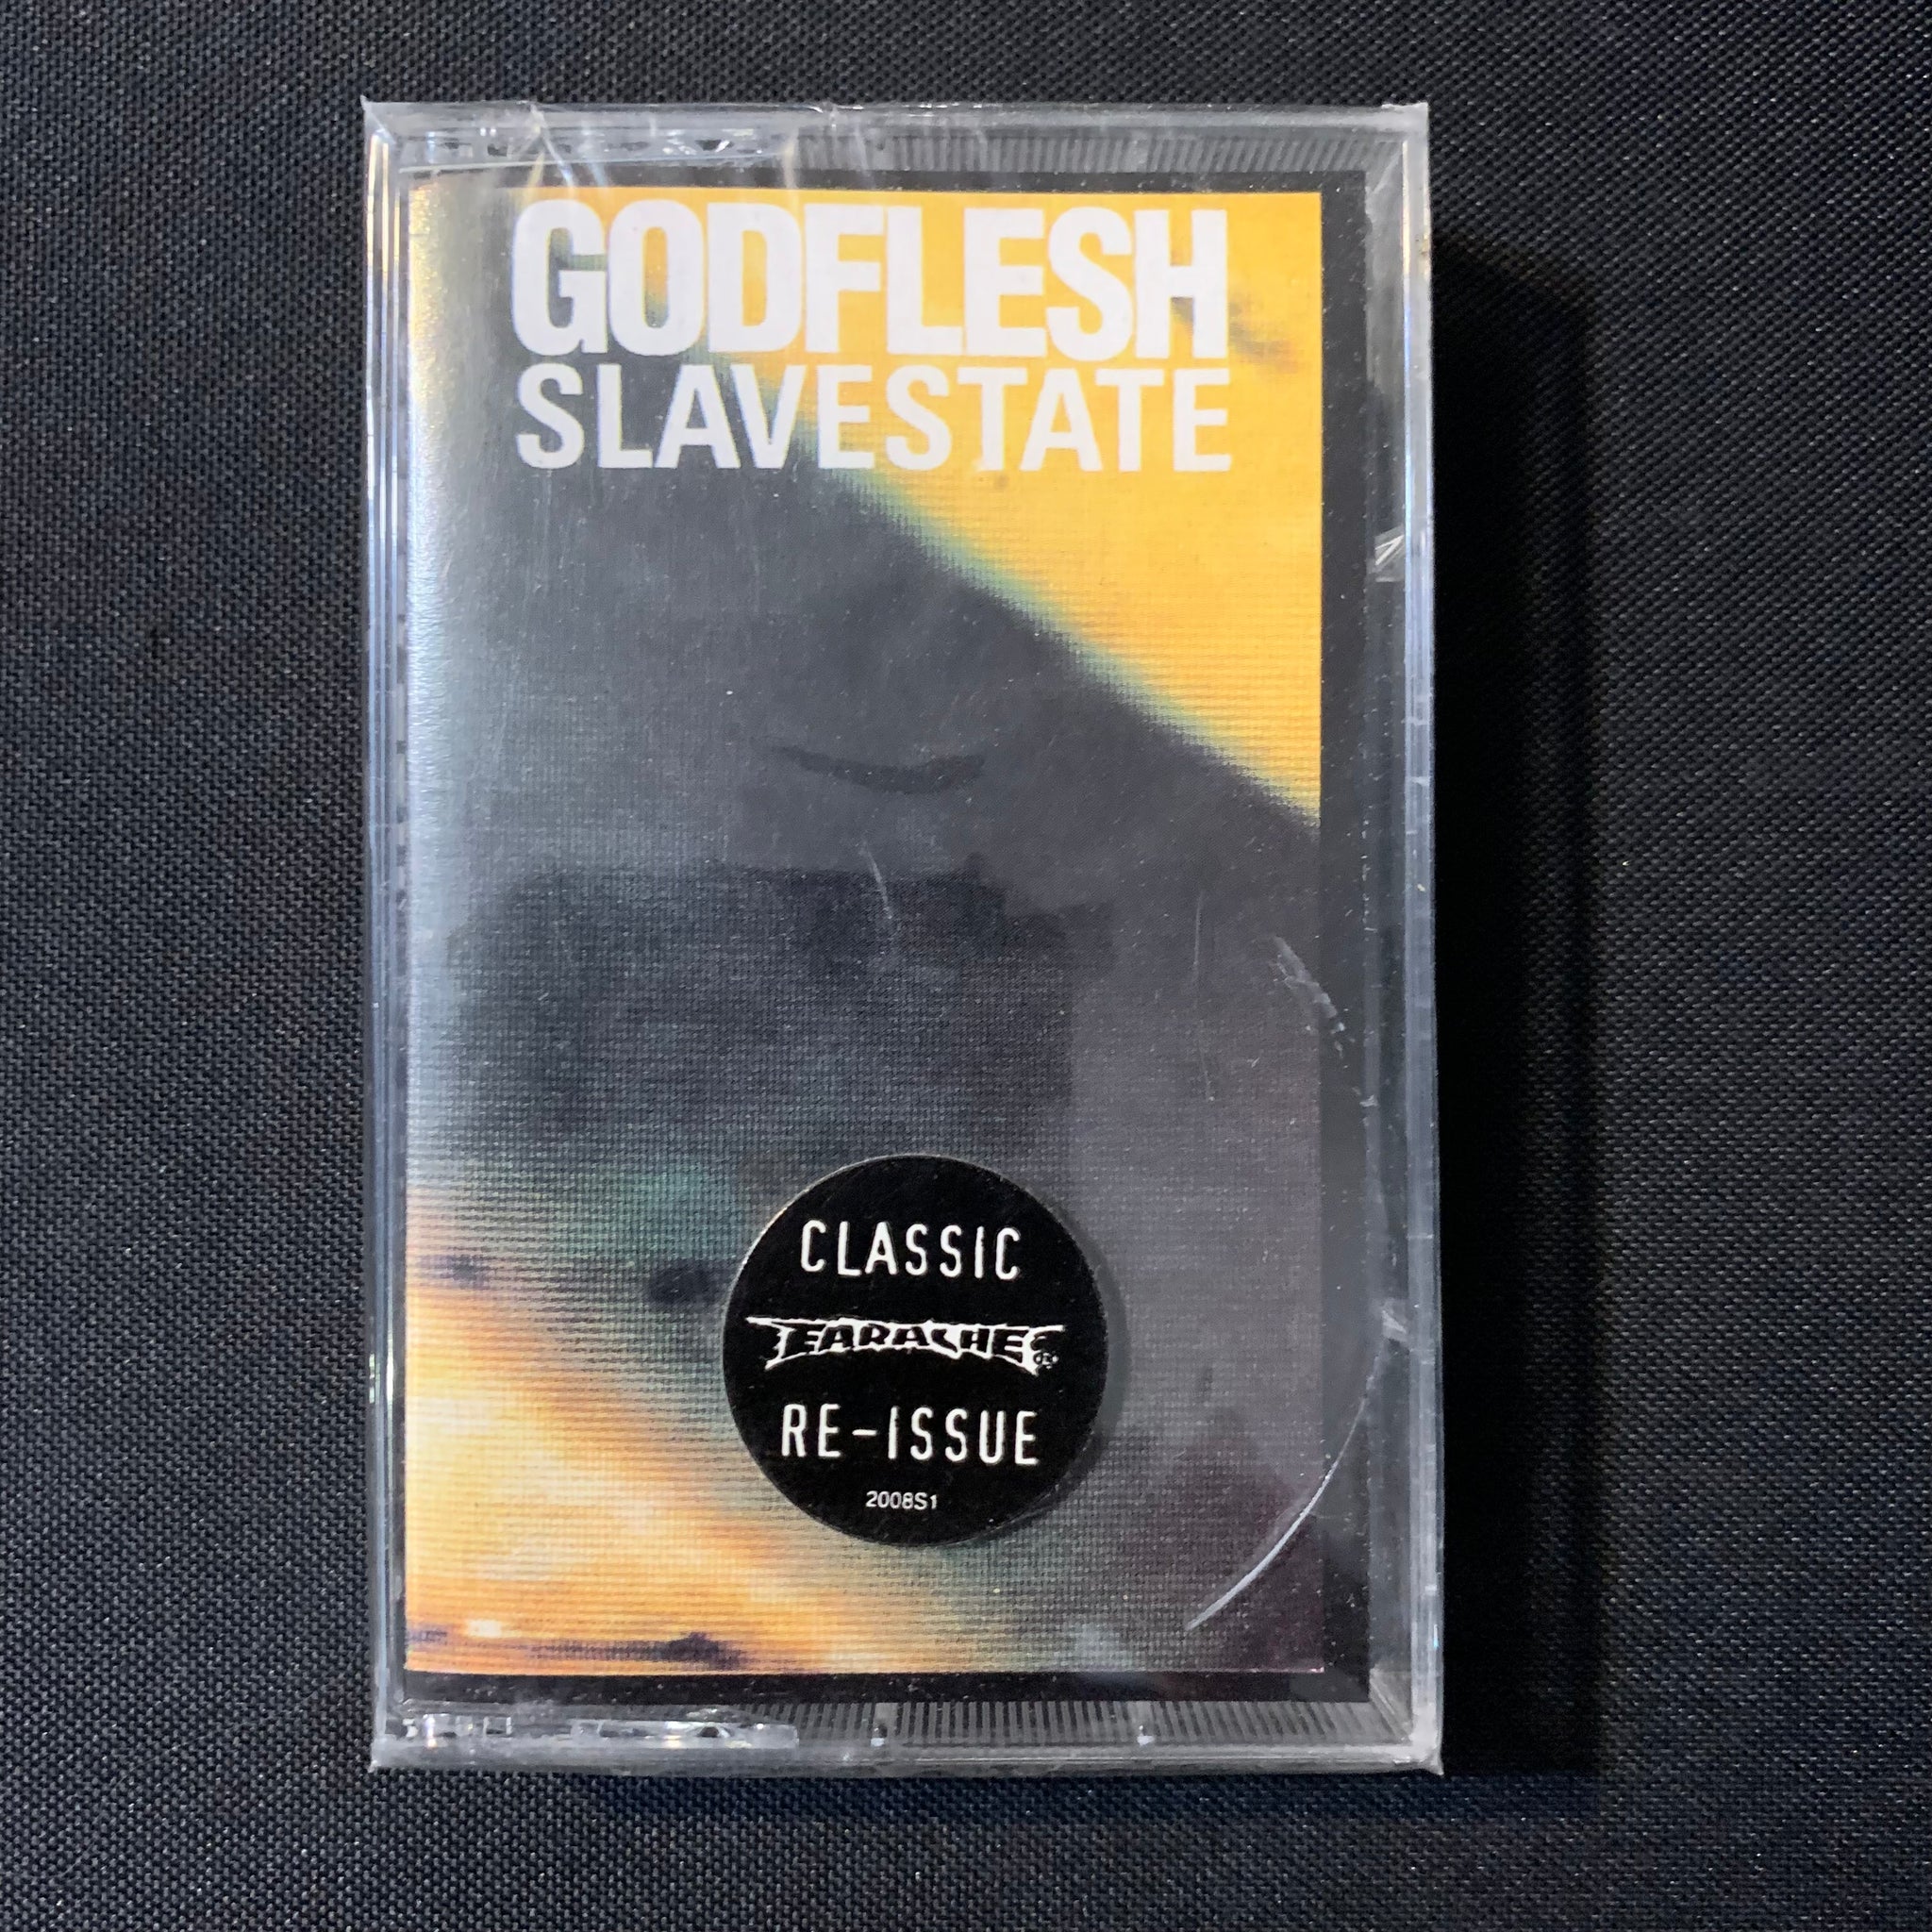 GODFLESH
SLAVESTATE
CLASSIC
EARACHE
RE-ISSUE
2008S1